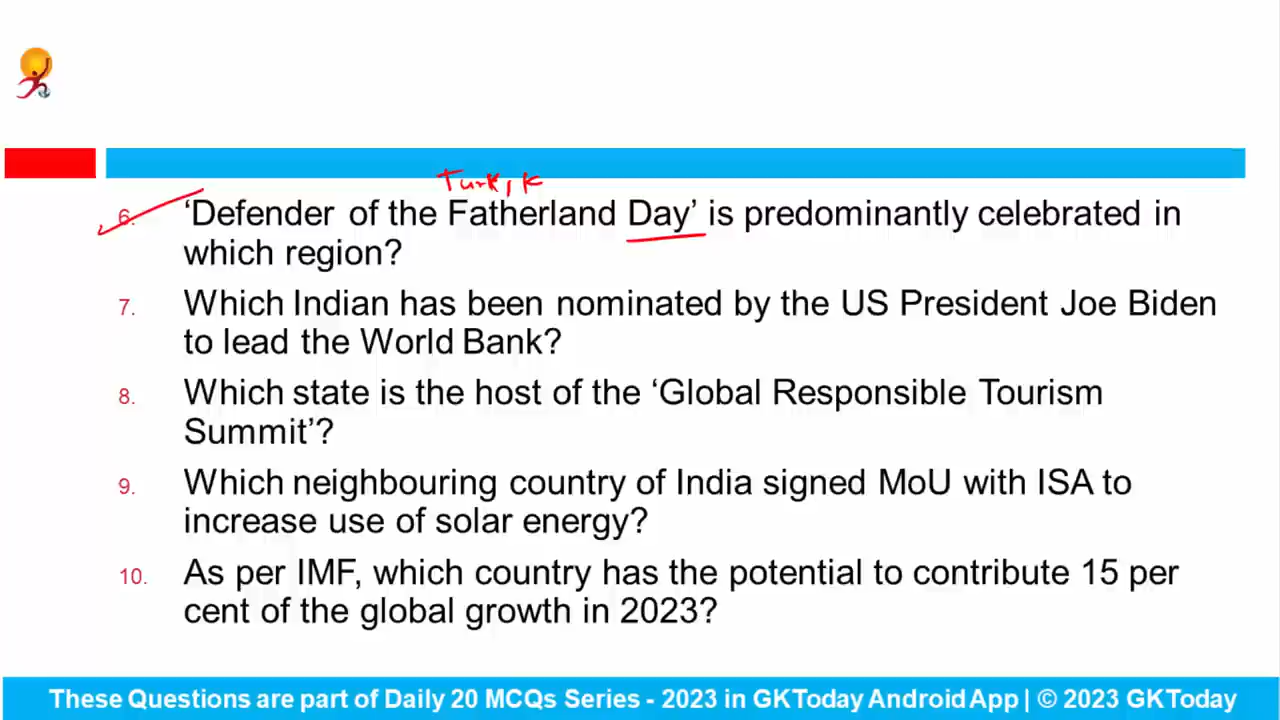 Turk, K
6. ‘Defender of the Fatherland Day’ is predominantly celebrated in
which region?
7. Which Indian has been nominated by the US President Joe Biden
to lead the World Bank?
8. Which state is the host of the ‘Global Responsible Tourism
Summit’?
9. Which neighbouring country of India signed MoU with ISA to
increase use of solar energy?
10. As per IMF, which country has the potential to contribute 15 per
cent of the global growth in 2023?
These Questions are part of Daily 20 MCQs Series - 2023 in GKToday Android App | © 2023 GKToday